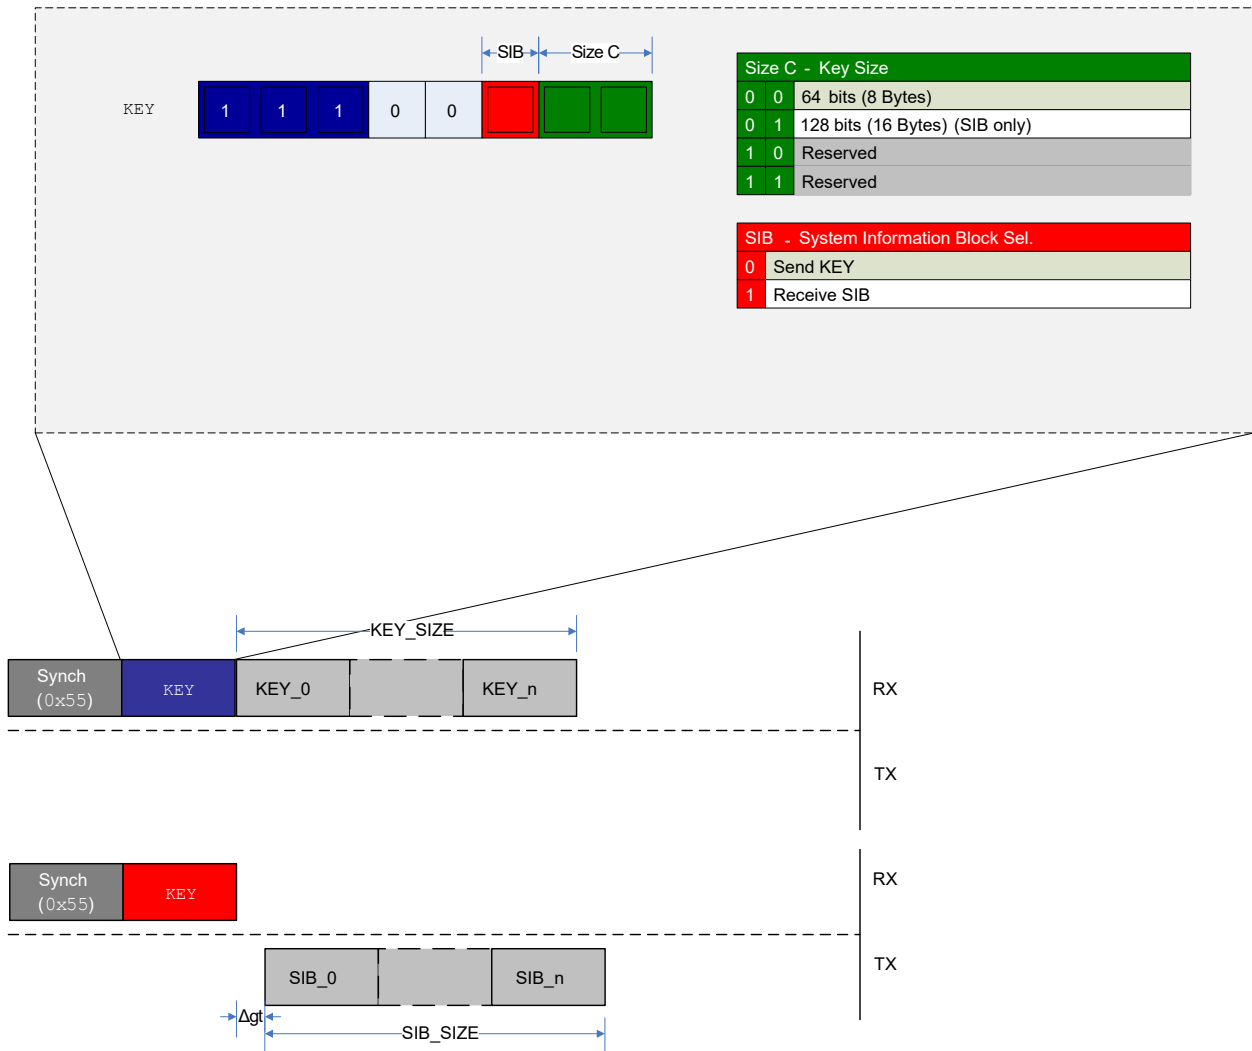 SIB Size C
KEY 1 1 1 0 0
Size C - Key Size
0 0 64 bits (8 Bytes)
0 1 128 bits (16 Bytes) (SIB only)
1 0 Reserved
1 1 Reserved
SIB - System Information Block Sel.
0 Send KEY
1 Receive SIB
KEY_SIZE
Synch
(0x55)
KEY
KEY_0
KEY_n
RX
TX
Synch
(0x55)
KEY
RX
SIB_0
SIB_n
TX
Δgt
SIB_SIZE